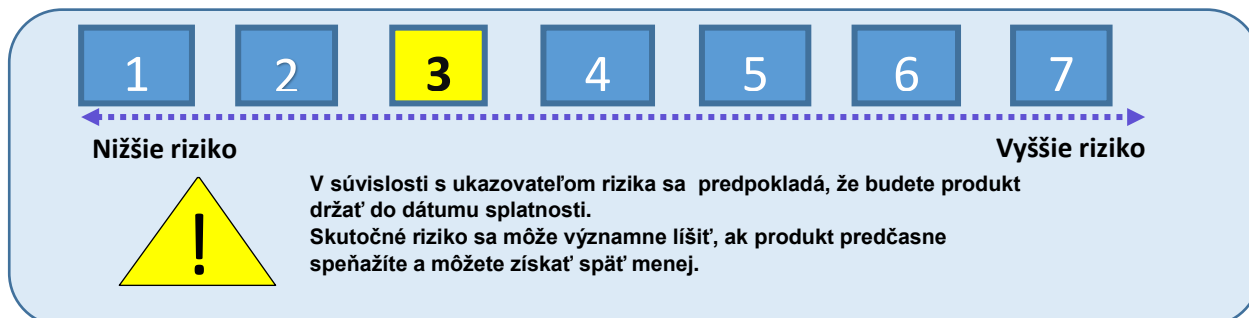 1 2 3 4 5 6 7
Nižšie riziko Vyššie riziko
!
V súvislosti s ukazovateľom rizika sa predpokladá, že budete produkt
držať do dátumu splatnosti.
Skutočné riziko sa môže významne líšiť, ak produkt predčasne
speňažíte a môžete získať späť menej.